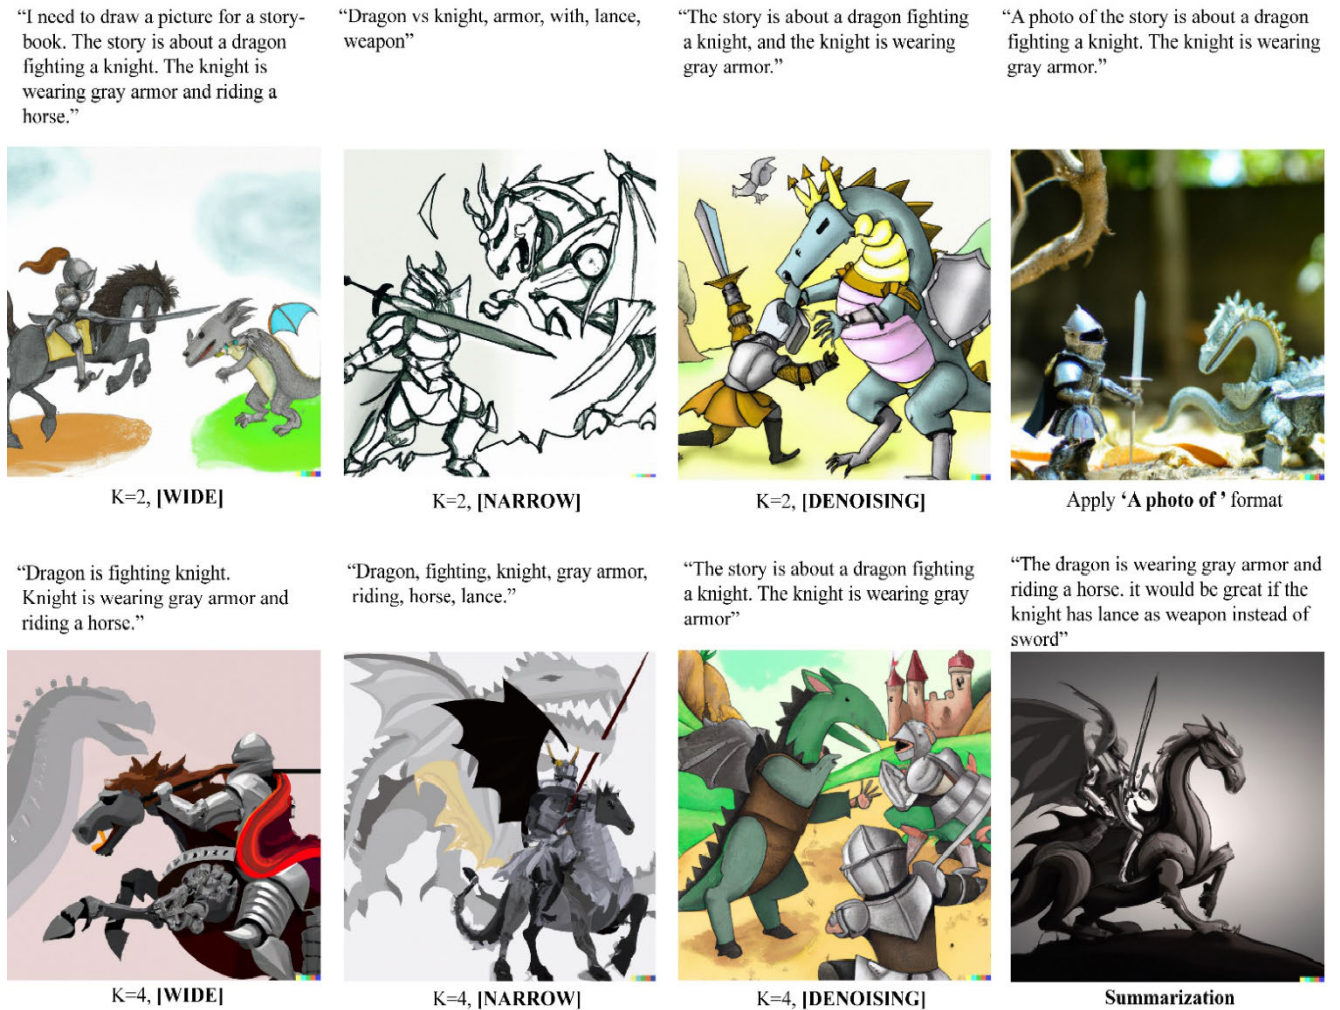 “I need to draw a picture for a story-
book. The story is about a dragon
fighting a knight. The knight is
wearing gray armor and riding a
horse.”
“Dragon vs knight, armor, with, lance,
weapon”
“The story is about a dragon fighting
a knight, and the knight is wearing
gray armor.”
“A photo of the story is about a dragon
fighting a knight. The knight is wearing
gray armor.”
K=2, [WIDE]
K=2, [NARROW]
K=2, [DENOISING]
Apply ‘A photo of ’ format
“Dragon is fighting knight.
Knight is wearing gray armor and
riding a horse.”
“Dragon, fighting, knight, gray armor,
riding, horse, lance.”
“The story is about a dragon fighting
a knight. The knight is wearing gray
armor”
“The dragon is wearing gray armor and
riding a horse. it would be great if the
knight has lance as weapon instead of
sword”
K=4, [WIDE]
K=4, [NARROW]
K=4, [DENOISING]
Summarization